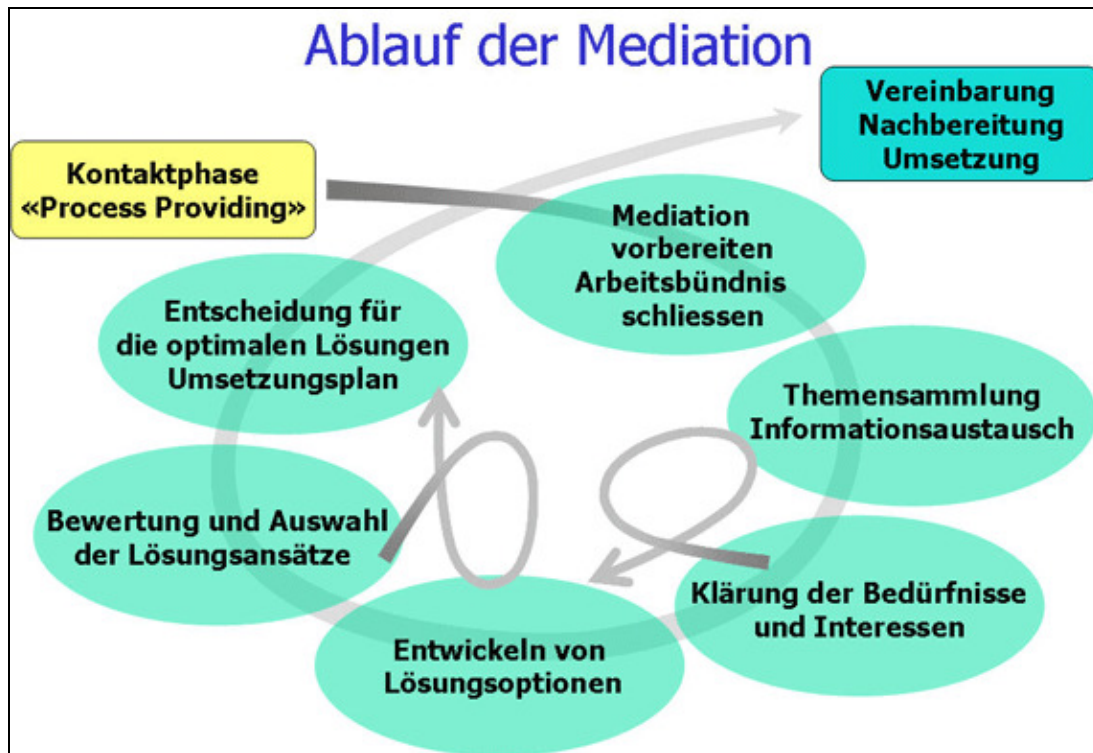 Ablauf der Mediation
Kontaktphase
«Process Providing»
Mediation
vorbereiten
Arbeitsbündnis
schliessen
Themensammlung
Informationsaustausch
Klärung der Bedürfnisse
und Interessen
Entwickeln von
Lösungsoptionen
Bewertung und Auswahl
der Lösungsansätze
Entscheidung für
die optimalen Lösungen
Umsetzungsplan
Vereinbarung
Nachbereitung
Umsetzung